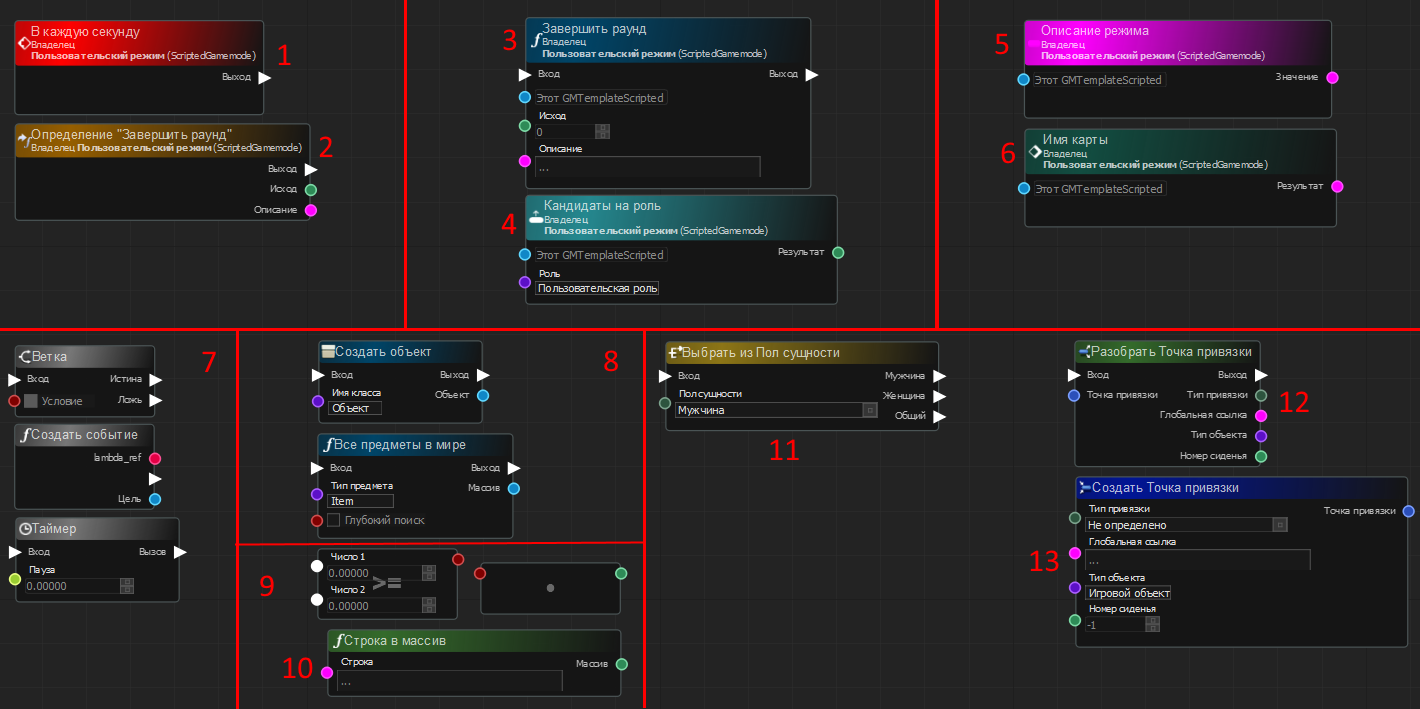 В каждую секунду
Владелец
Пользовательский режим (ScriptedGamemode)
Выход
1
Определение "Завершить раунд"
Владелец Пользовательский режим (ScriptedGamemode)
2
Выход
Исход
Описание
3
Завершить раунд
Владелец
Пользовательский режим (ScriptedGamemode)
Вход
Выход
Этот GMTemplateScripted
Исход
0
Описание
...
4
Кандидаты на роль
Владелец
Пользовательский режим (ScriptedGamemode)
Этот GMTemplateScripted
Результат
Роль
Пользовательская роль
5
Описание режима
Владелец
Пользовательский режим (ScriptedGamemode)
Этот GMTemplateScripted
Значение
6
Имя карты
Владелец
Пользовательский режим (ScriptedGamemode)
Этот GMTemplateScripted
Результат
7
Ветка
Вход
Истина
Условие
Ложь
Создать событие
lambda_ref
Цель
Таймер
Вход
Вызов
Пауза
0.00000
8
Создать объект
Вход
Выход
Имя класса
Объект
Объект
Все предметы в мире
Вход
Выход
Тип предмета
Массив
Item
Глубокий поиск
9
Число 1
0.00000
>=
Число 2
0.00000
10
Строка в массив
Строка
Массив
...
Выбрать из Пол сущности
Вход
Мужчина
Пол сущности
Женщина
Мужчина
Общий
11
Разобрать Точка привязки
Вход
Выход
Точка привязки
Тип привязки
Глобальная ссылка
Тип объекта
Номер сиденья
12
Создать Точка привязки
Тип привязки
Точка привязки
Не определено
Глобальная ссылка
...
13
Тип объекта
Игровой объект
Номер сиденья
-1